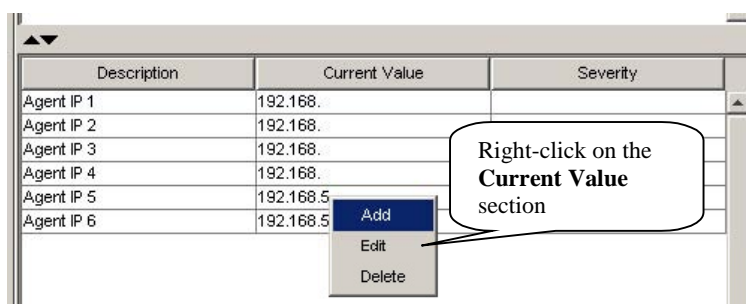 Description Current Value Severity
Agent IP 1 192.168.
Agent IP 2 192.168.
Agent IP 3 192.168.
Agent IP 4 192.168.
Agent IP 5 192.168.5
Agent IP 6 192.168.5
Add
Edit
Delete
Right-click on the
Current Value
section